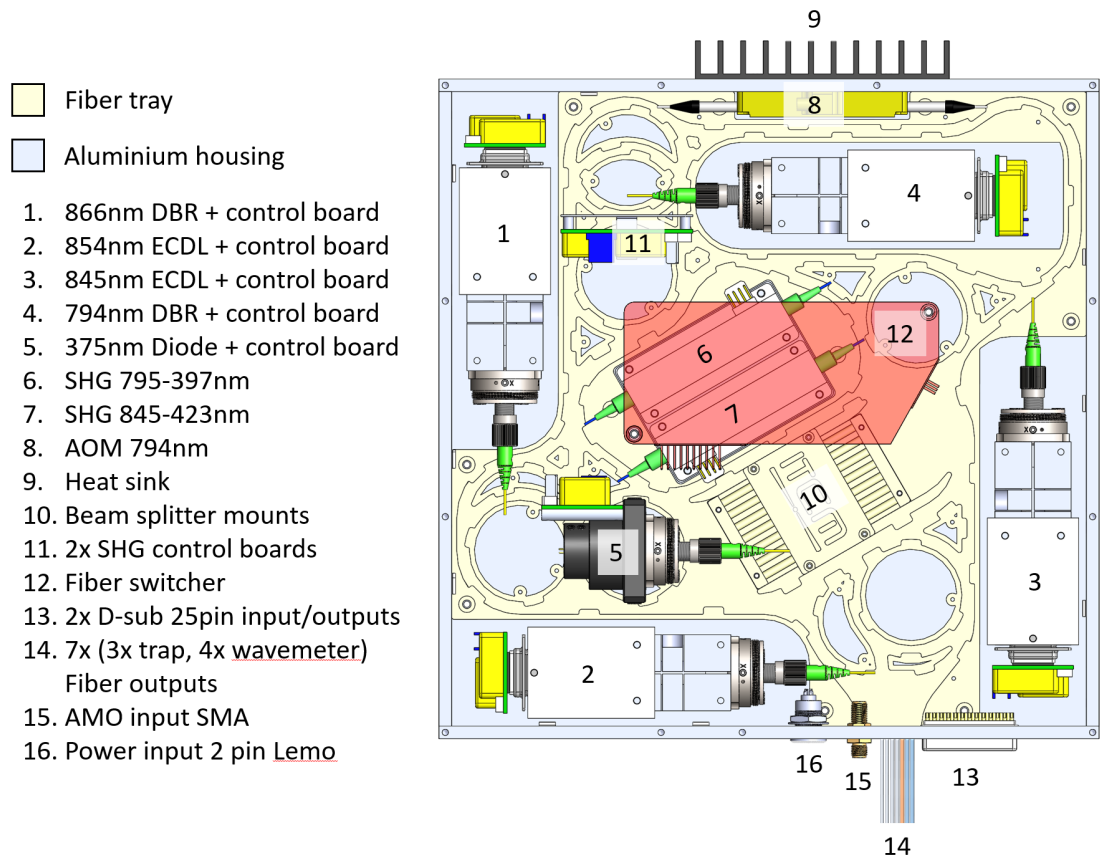 Fiber tray
Aluminium housing
1. 866nm DBR + control board
2. 854nm ECDL + control board
3. 845nm ECDL + control board
4. 794nm DBR + control board
5. 375nm Diode + control board
6. SHG 795-397nm
7. SHG 845-423nm
8. AOM 794nm
9. Heat sink
10. Beam splitter mounts
11. 2x SHG control boards
12. Fiber switcher
13. 2x D-sub 25pin input/outputs
14. 7x (3x trap, 4x wavemeter)
Fiber outputs
15. AMO input SMA
16. Power input 2 pin Lemo
9
8
4
1
11
12
6
7
10
5
3
2
16
15
13
14